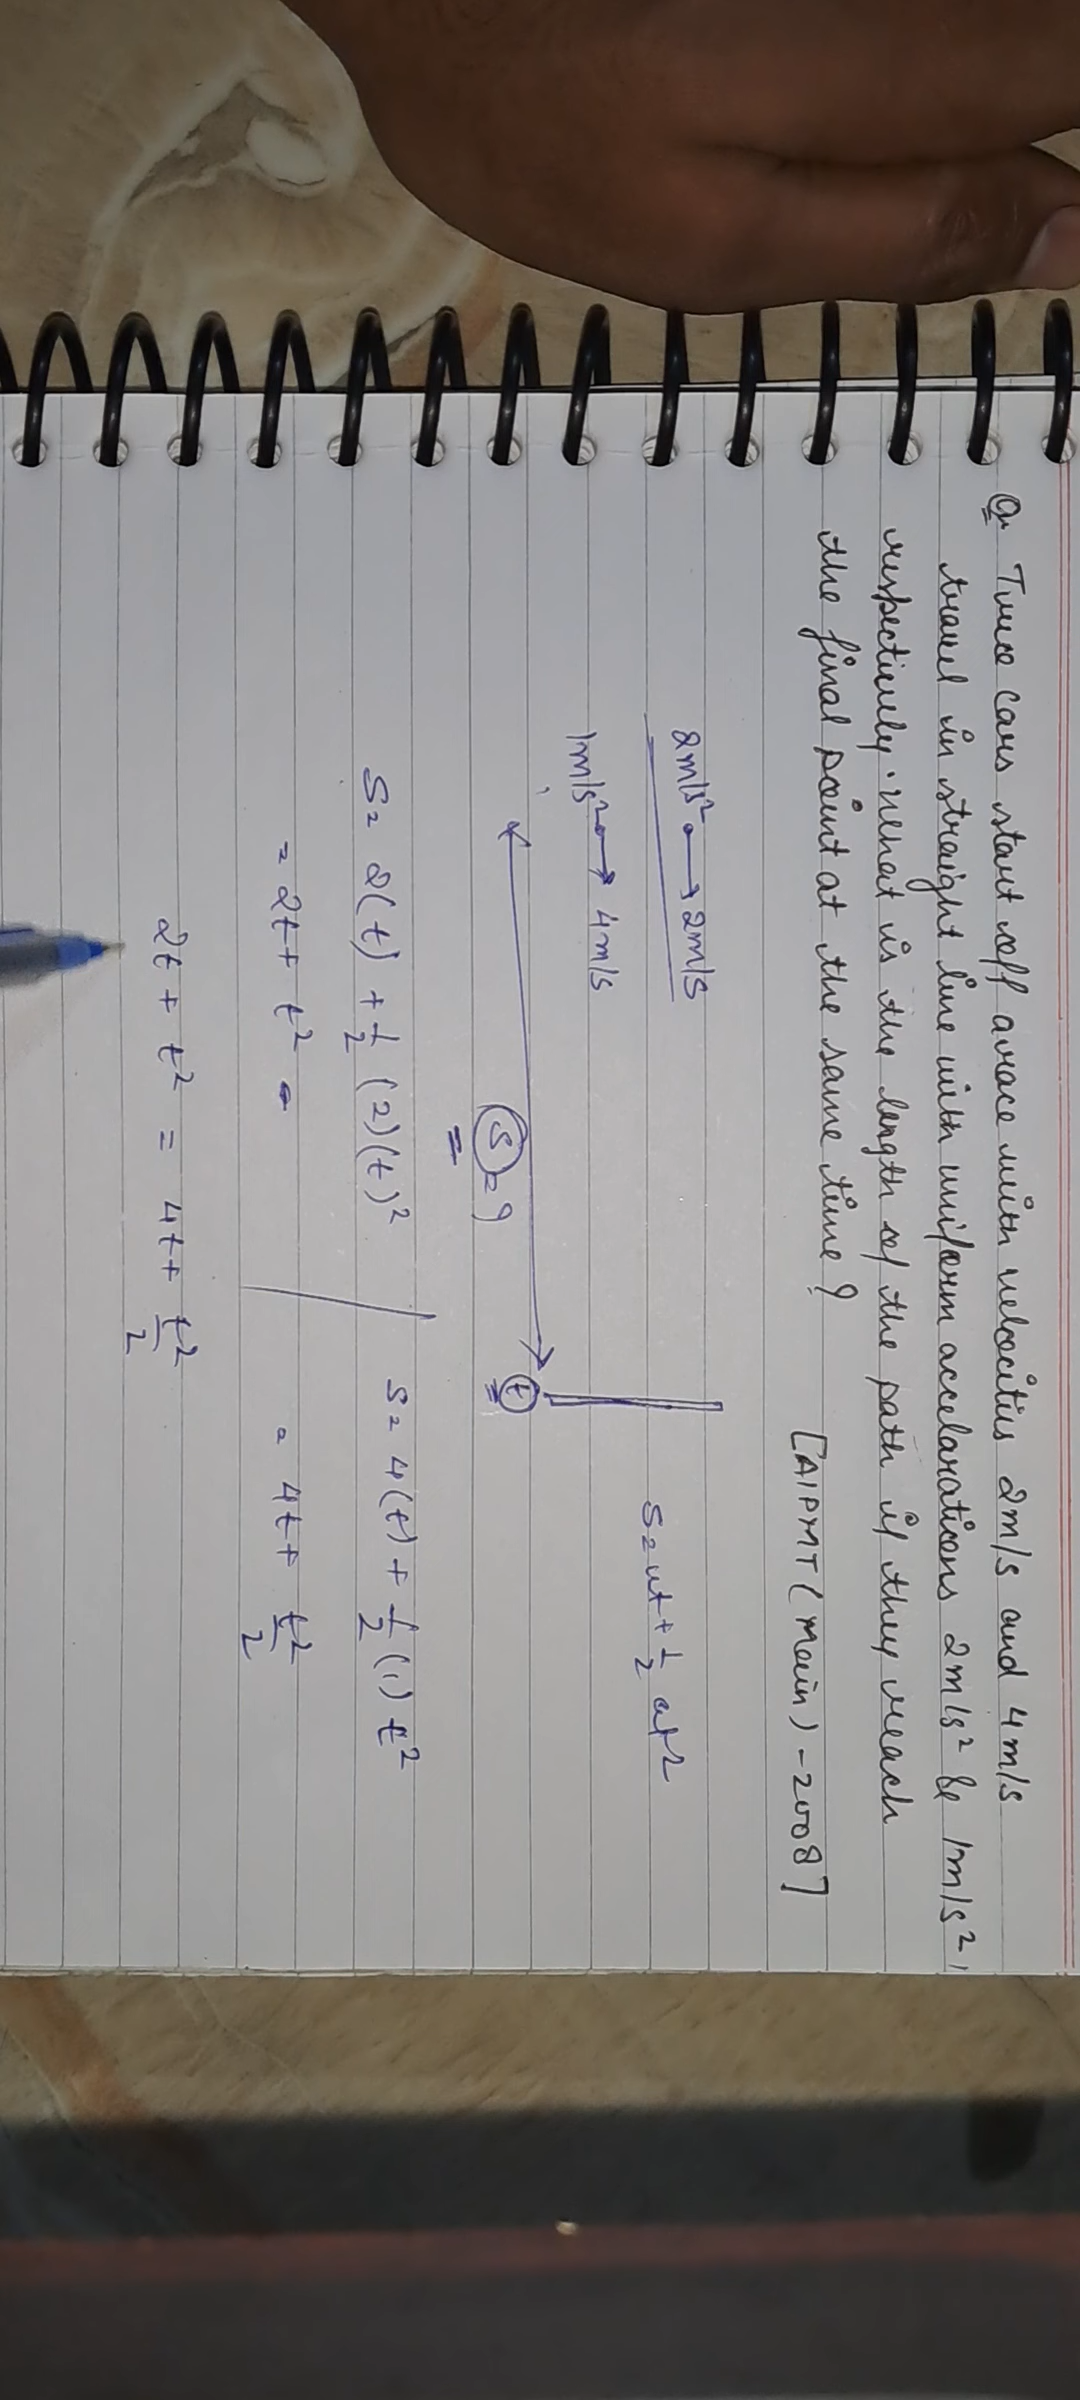 Q Two cars start off a race with velocities 2m/s and 4m/s
travel in straight line with uniform accelarations 2m/s² & 1m/s²,
respectively. What is the length of the path if they reach
the final point at the same time?
[AIPMT (Main) - 2008]
2m/s² → 2m/s
S = ut + 1/2 at²
1m/s² → 4m/s
S = ?
t
S = 2(t) + 1/2 (2)(t)²
S = 4(t) + 1/2 (1) t²
= 2t + t²
= 4t + t²/2
2t + t² = 4t + t²/2